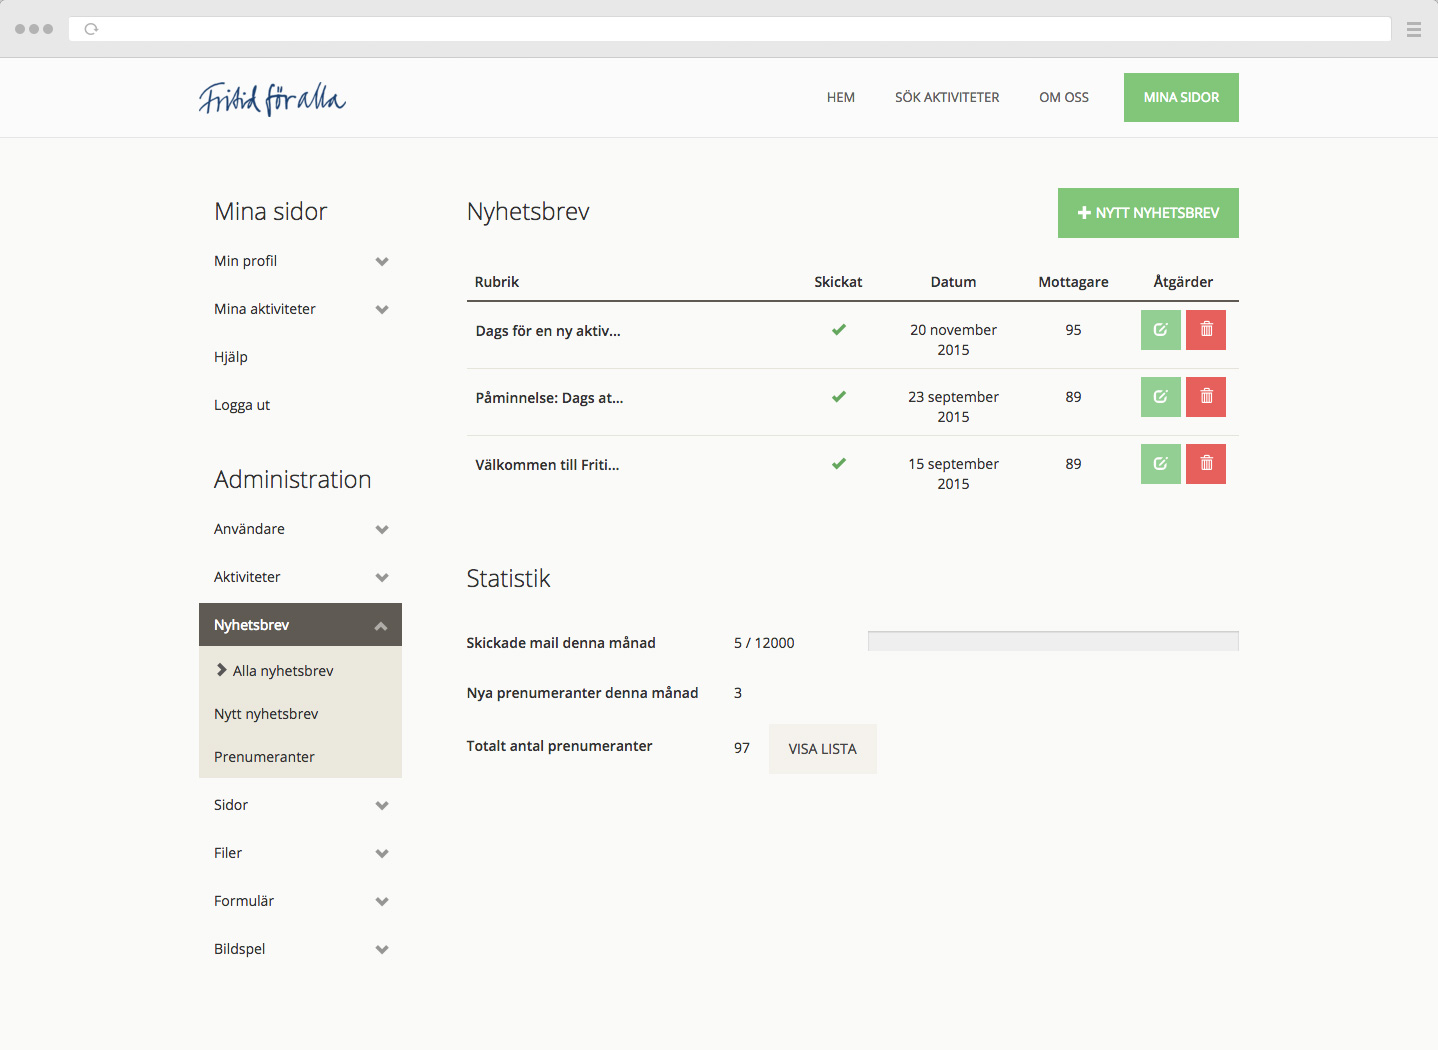 Fritid för alla
HEM SÖK AKTIVITETER OM OSS MINA SIDOR
Mina sidor
Min profil
Mina aktiviteter
Hjälp
Logga ut
Administration
Användare
Aktiviteter
Nyhetsbrev
Alla nyhetsbrev
Nytt nyhetsbrev
Prenumeranter
Sidor
Filer
Formulär
Bildspel
Nyhetsbrev
NYTT NYHETSBREV
Rubrik Skickat Datum Mottagare Åtgärder
Dags för en ny aktiv... 20 november 95
2015
Påminnelse: Dags at... 23 september 89
2015
Välkommen till Friti... 15 september 89
2015
Statistik
Skickade mail denna månad 5 / 12000
Nya prenumeranter denna månad 3
Totalt antal prenumeranter 97 VISA LISTA